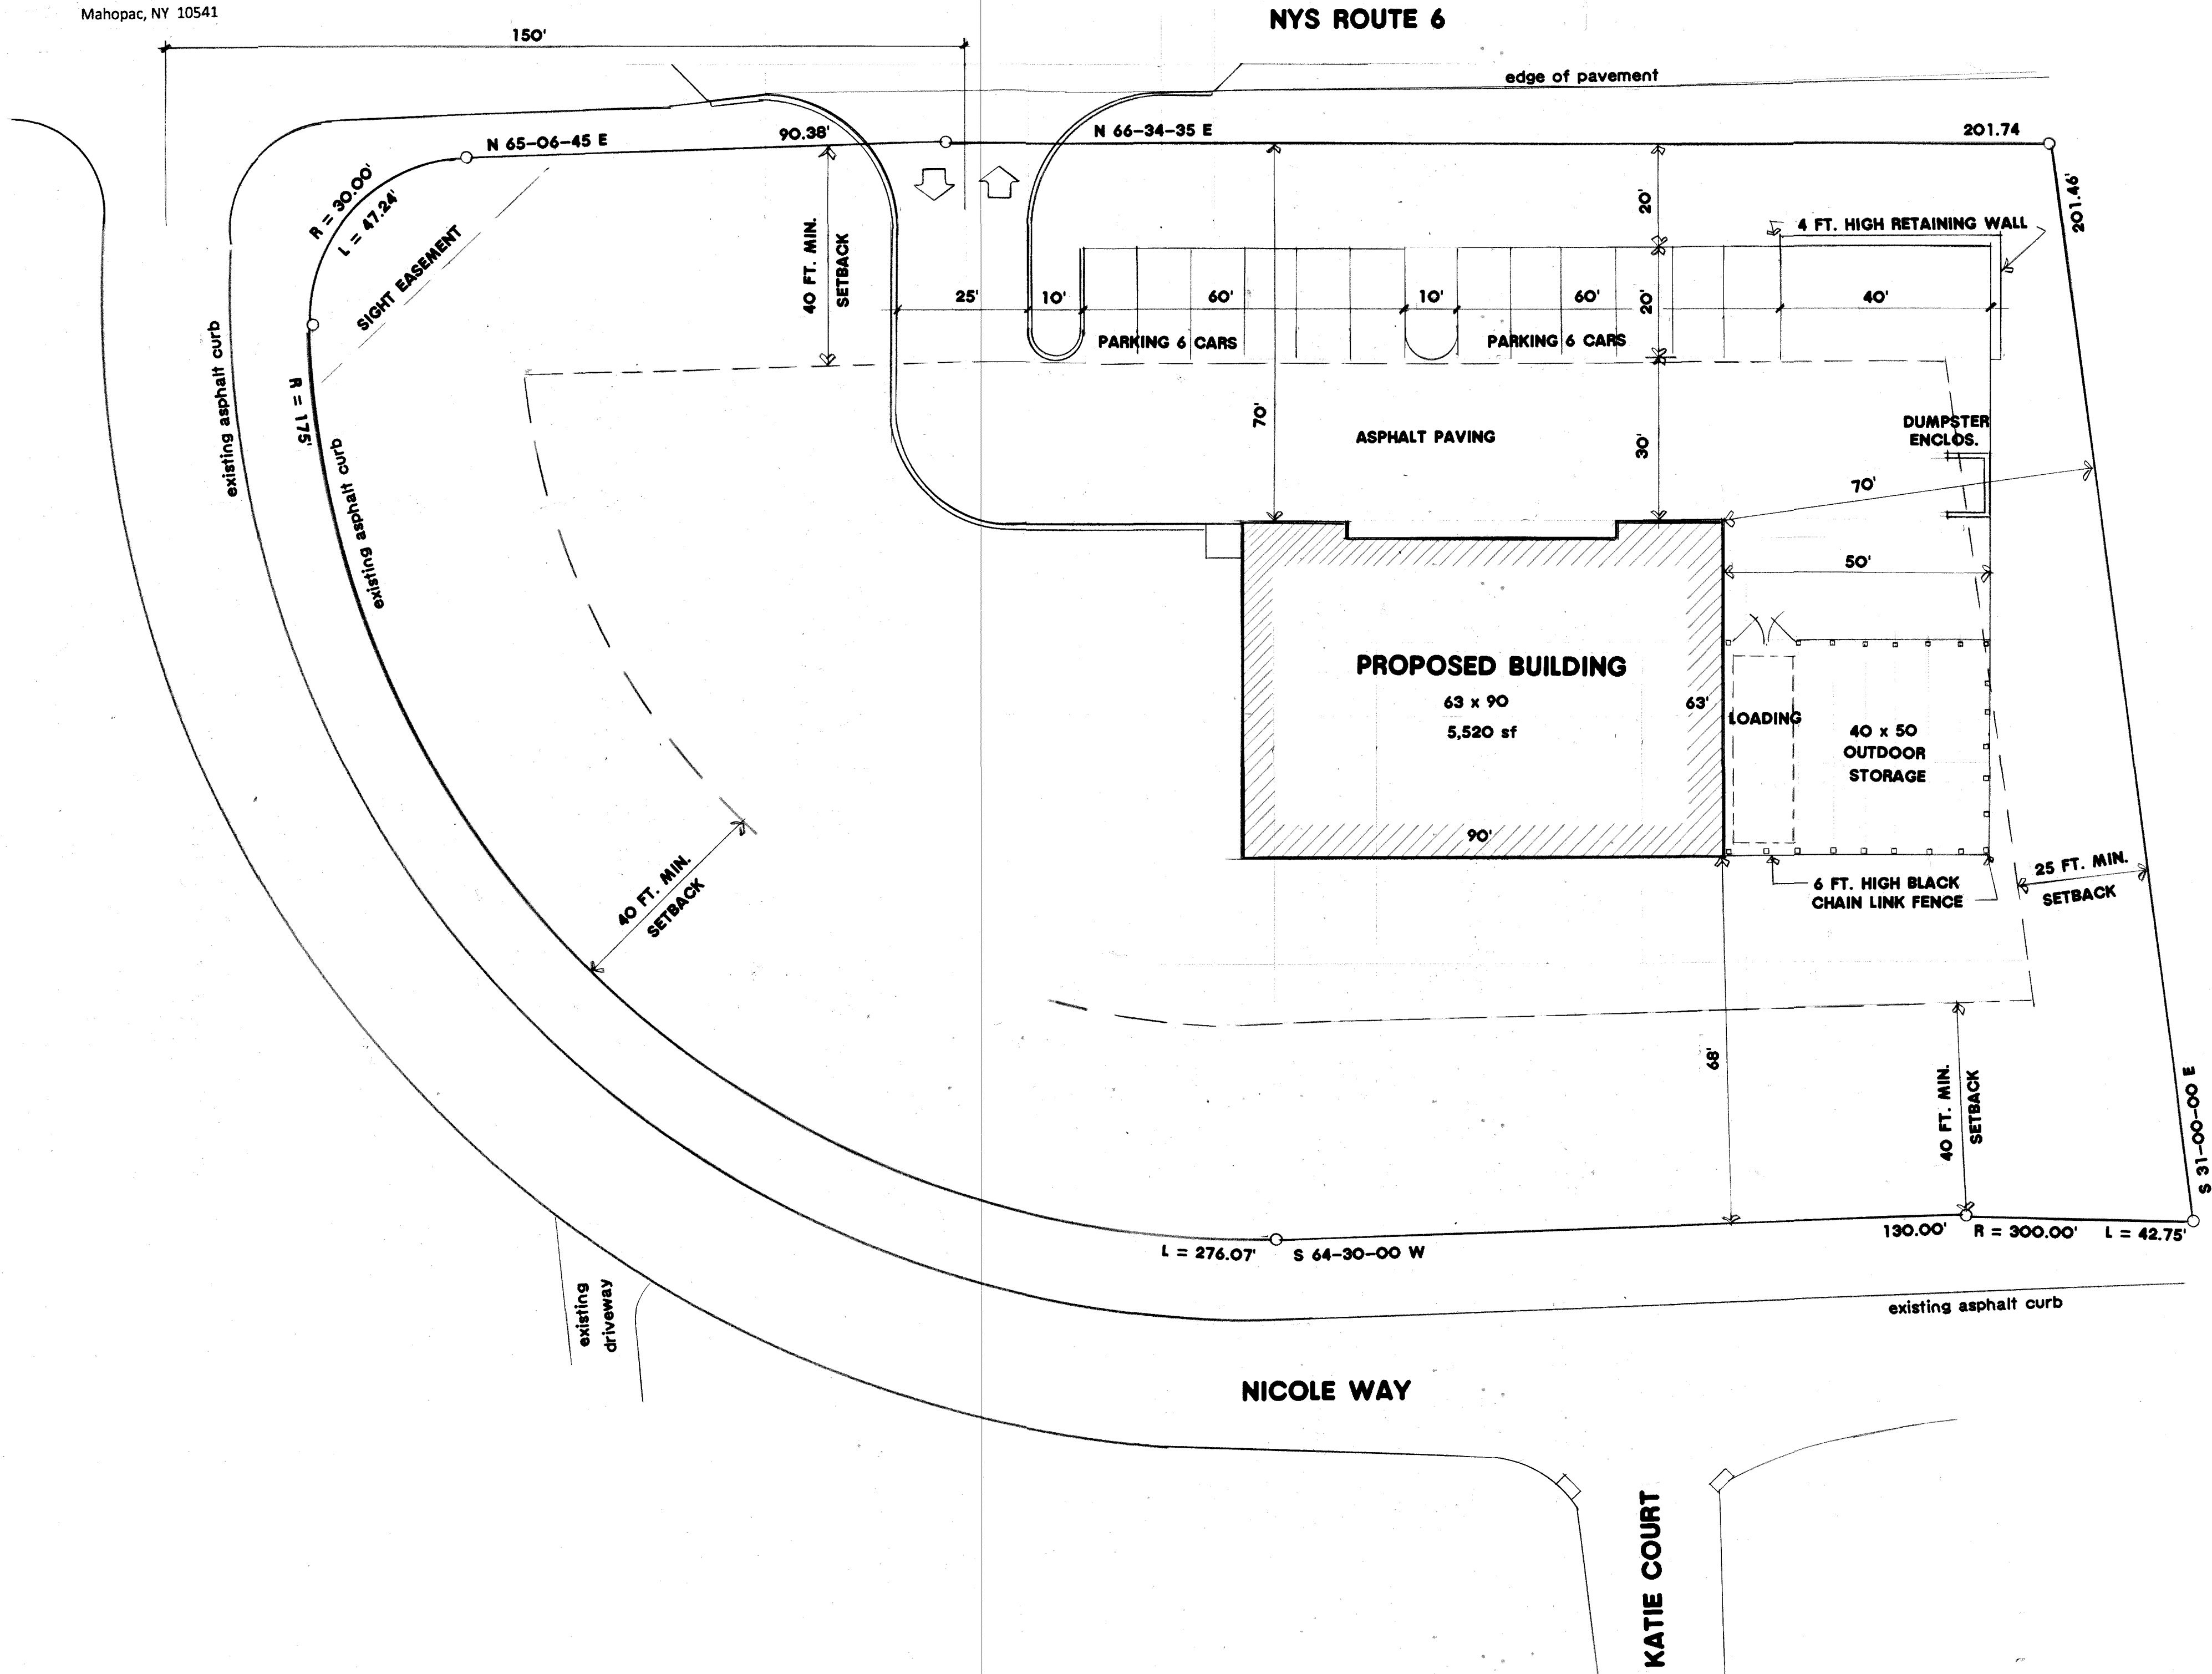 Mahopac, NY 10541
NYS ROUTE 6
150'
edge of pavement
N 65-06-45 E
90.38'
N 66-34-35 E
201.74
R = 30.00'
L = 47.24'
SIGHT EASEMENT
40 FT. MIN.
SETBACK
20'
4 FT. HIGH RETAINING WALL
201.46'
25'
10'
60'
10'
60'
20'
40'
PARKING 6 CARS
PARKING 6 CARS
existing asphalt curb
R = 175'
existing asphalt curb
70'
ASPHALT PAVING
30'
DUMPSTER
ENCLOS.
70'
50'
PROPOSED BUILDING
63 x 90
5,520 sf
63'
90'
LOADING
40 x 50
OUTDOOR
STORAGE
40 FT. MIN.
SETBACK
6 FT. HIGH BLACK
CHAIN LINK FENCE
25 FT. MIN.
SETBACK
68'
40 FT. MIN.
SETBACK
S 31-00-00 E
L = 276.07'
S 64-30-00 W
130.00'
R = 300.00'
L = 42.75'
existing
driveway
existing asphalt curb
NICOLE WAY
KATIE COURT